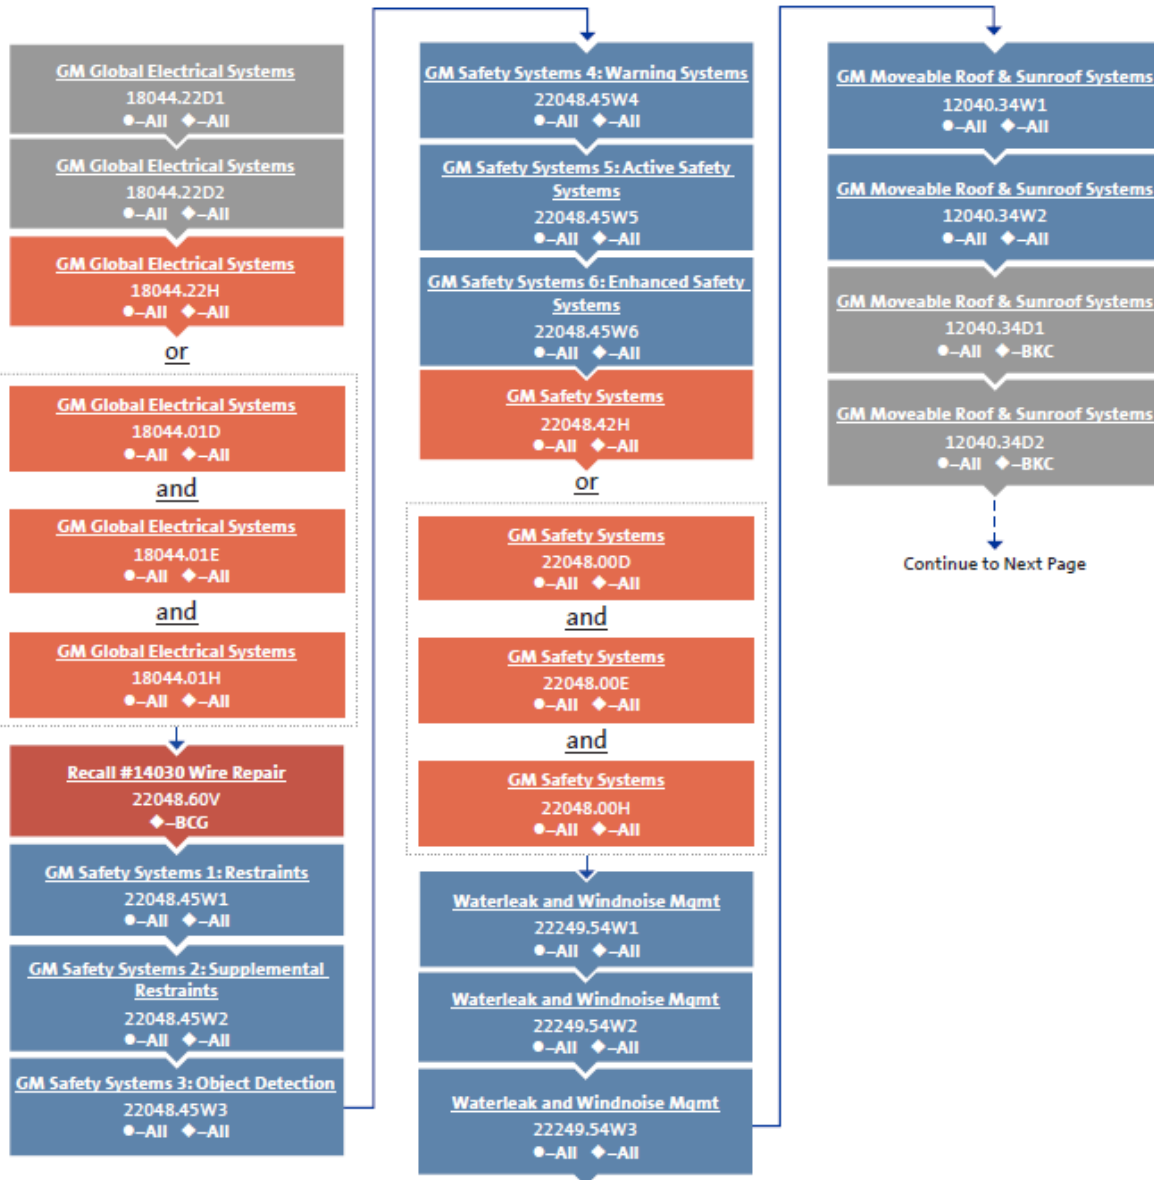 GM Global Electrical Systems
18044.22D1
●–All ◆–All
GM Global Electrical Systems
18044.22D2
●–All ◆–All
GM Global Electrical Systems
18044.22H
●–All ◆–All
or
GM Global Electrical Systems
18044.01D
●–All ◆–All
and
GM Global Electrical Systems
18044.01E
●–All ◆–All
and
GM Global Electrical Systems
18044.01H
●–All ◆–All
Recall #14030 Wire Repair
22048.60V
◆–BCG
GM Safety Systems 1: Restraints
22048.45W1
●–All ◆–All
GM Safety Systems 2: Supplemental
Restraints
22048.45W2
●–All ◆–All
GM Safety Systems 3: Object Detection
22048.45W3
●–All ◆–All
GM Safety Systems 4: Warning Systems
22048.45W4
●–All ◆–All
GM Safety Systems 5: Active Safety
Systems
22048.45W5
●–All ◆–All
GM Safety Systems 6: Enhanced Safety
Systems
22048.45W6
●–All ◆–All
GM Safety Systems
22048.42H
●–All ◆–All
or
GM Safety Systems
22048.00D
●–All ◆–All
and
GM Safety Systems
22048.00E
●–All ◆–All
and
GM Safety Systems
22048.00H
●–All ◆–All
Waterleak and Windnoise Mgmt
22249.54W1
●–All ◆–All
Waterleak and Windnoise Mgmt
22249.54W2
●–All ◆–All
Waterleak and Windnoise Mgmt
22249.54W3
●–All ◆–All
GM Moveable Roof & Sunroof Systems
12040.34W1
●–All ◆–All
GM Moveable Roof & Sunroof Systems
12040.34W2
●–All ◆–All
GM Moveable Roof & Sunroof Systems
12040.34D1
●–All ◆–BKC
GM Moveable Roof & Sunroof Systems
12040.34D2
●–All ◆–BKC
Continue to Next Page